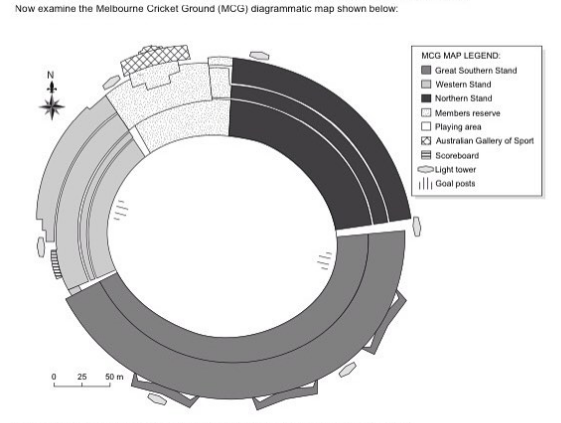 Now examine the Melbourne Cricket Ground (MCG) diagrammatic map shown below:
N
MCG MAP LEGEND:
Great Southern Stand
Western Stand
Northern Stand
Members reserve
Playing area
Australian Gallery of Sport
Scoreboard
Light tower
Goal posts
0 25 50 m